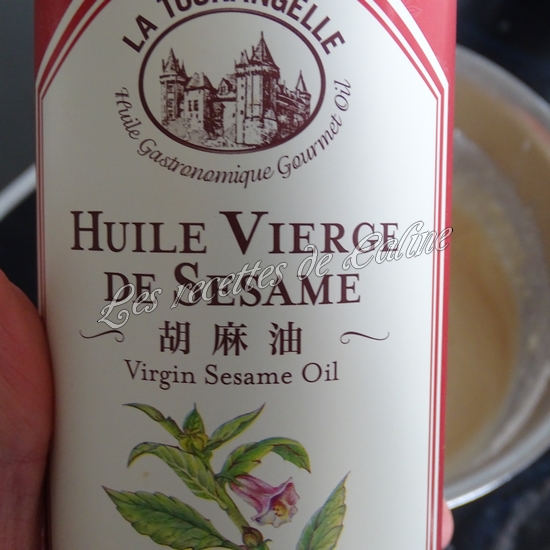 LA TOURANGELLE
Huile Gastronomique Gourmet Oil
HUILE VIERGE
DE SESAME
Les recettes de Caline
胡麻油
Virgin Sesame Oil